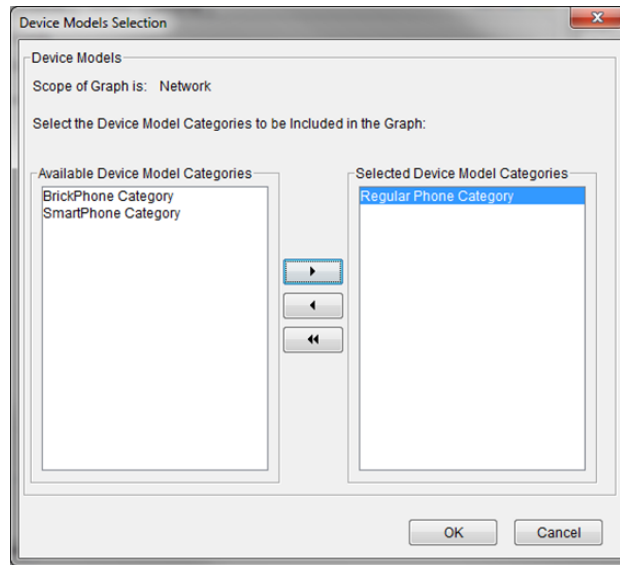 Device Models Selection
Device Models
Scope of Graph is: Network
Select the Device Model Categories to be Included in the Graph:
Available Device Model Categories
BrickPhone Category
SmartPhone Category
Selected Device Model Categories
Regular Phone Category
OK
Cancel